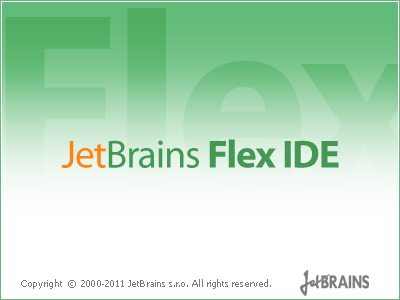 Flex
JetBrains Flex IDE
Copyright © 2000-2011 JetBrains s.r.o. All rights reserved.
JetBRAINS